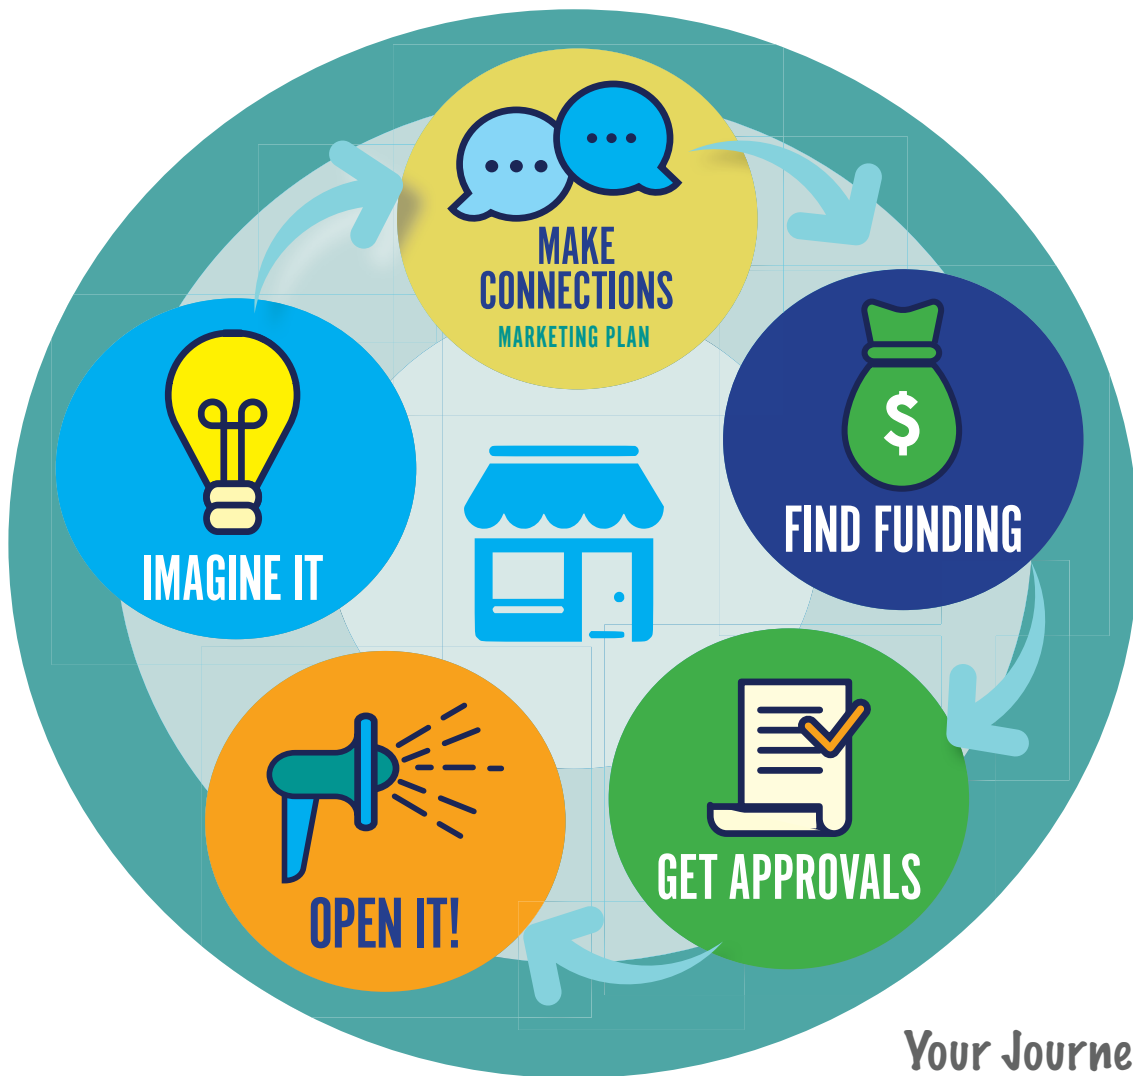 MAKE
CONNECTIONS
MARKETING PLAN
$
FIND FUNDING
IMAGINE IT
GET APPROVALS
OPEN IT!
Your Journe